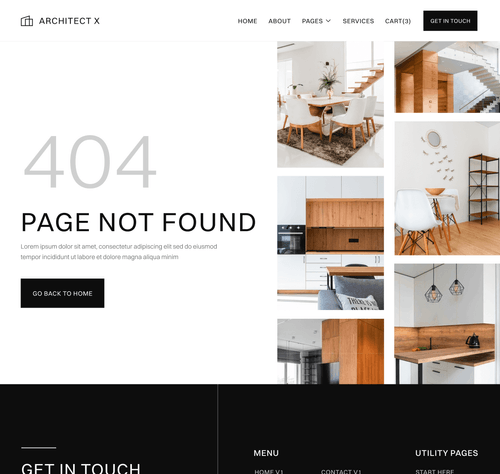 ARCHITECT X
HOME ABOUT PAGES SERVICES CART(3) GET IN TOUCH
404
PAGE NOT FOUND
Lorem ipsum dolor sit amet, consectetur adipiscing elit sed do eiusmod
tempor incididunt ut labore et dolore magna aliqua minim
GO BACK TO HOME
GET IN TOUCH
MENU
HOME V.1 CONTACT V.1
UTILITY PAGES
START HERE